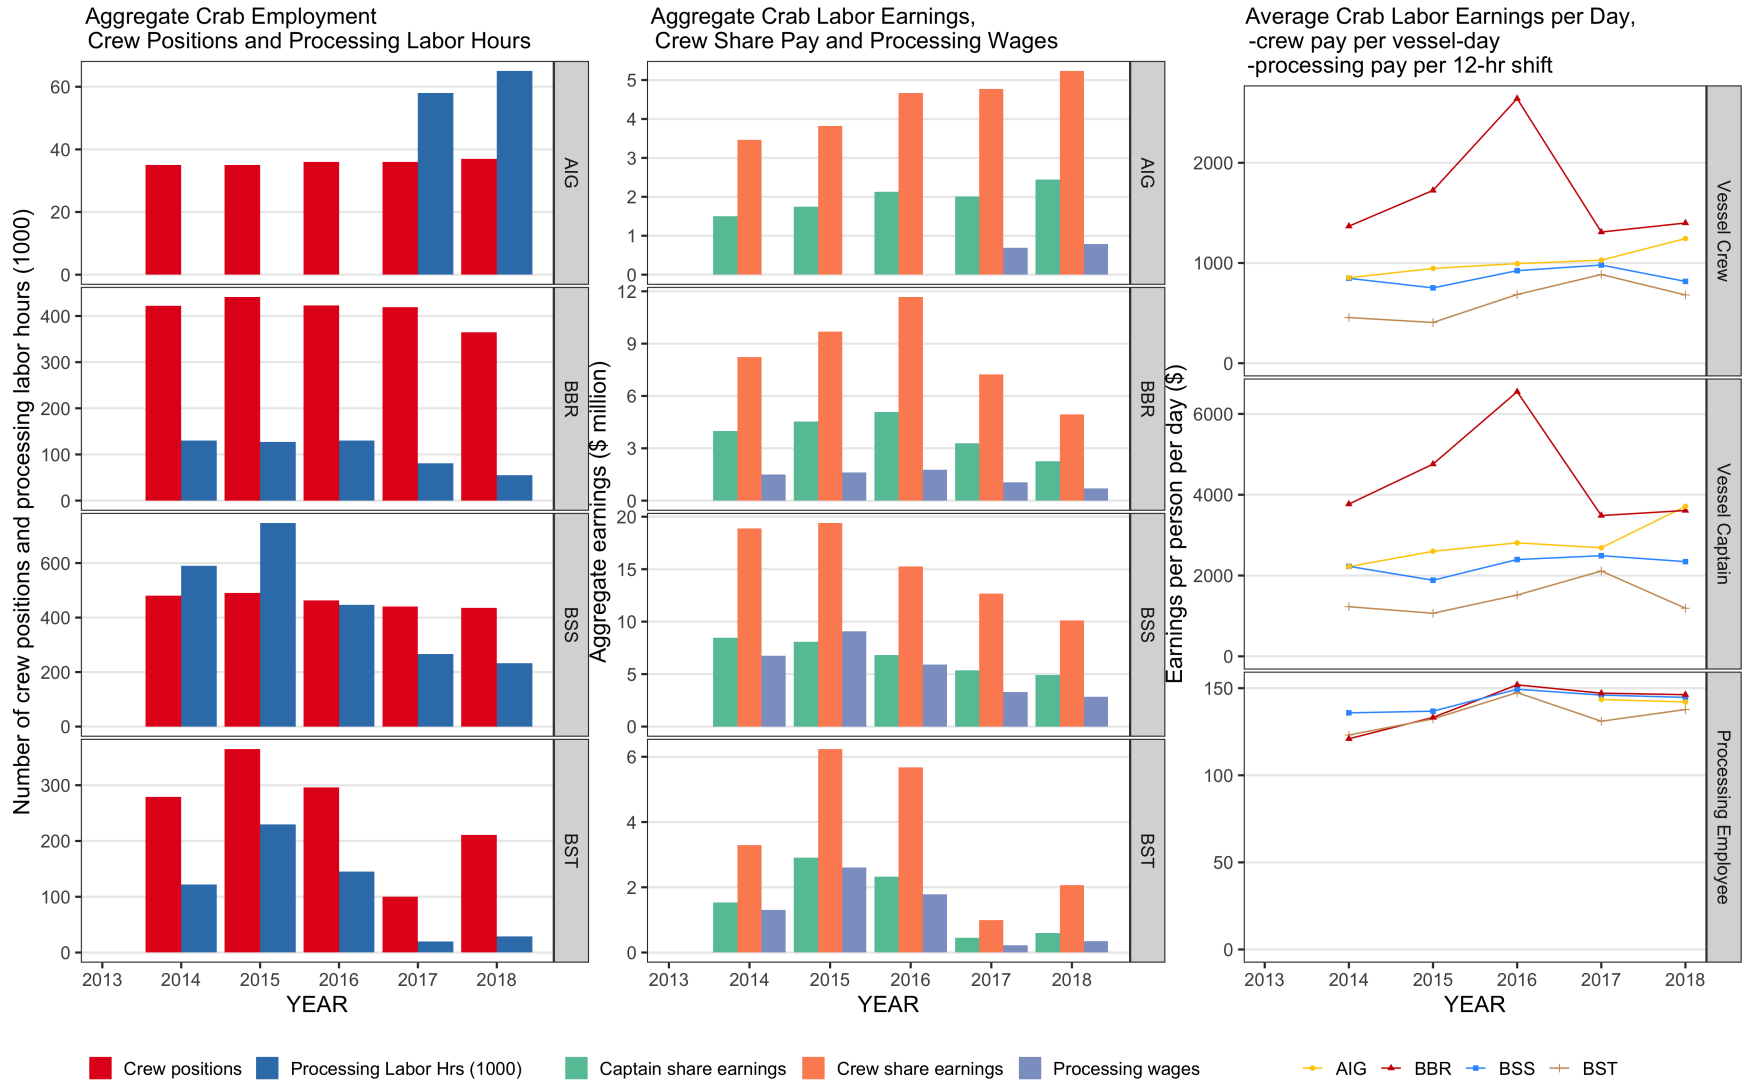 Aggregate Crab Employment
Crew Positions and Processing Labor Hours
Number of crew positions and processing labor hours (1000)
60
40
20
0
AIG
400
300
200
100
0
BBR
600
400
200
0
BSS
300
200
100
0
BST
2013 2014 2015 2016 2017 2018
YEAR
Crew positions Processing Labor Hrs (1000)
Aggregate Crab Labor Earnings,
Crew Share Pay and Processing Wages
Aggregate earnings ($ million)
5
4
3
2
1
0
AIG
12
9
6
3
0
BBR
20
15
10
5
0
BSS
6
4
2
0
BST
2013 2014 2015 2016 2017 2018
YEAR
Captain share earnings Crew share earnings Processing wages
Average Crab Labor Earnings per Day,
-crew pay per vessel-day
-processing pay per 12-hr shift
Earnings per person per day ($)
2000
1000
0
Vessel Crew
6000
4000
2000
0
Vessel Captain
150
100
50
0
Processing Employee
2013 2014 2015 2016 2017 2018
YEAR
AIG BBR BSS BST